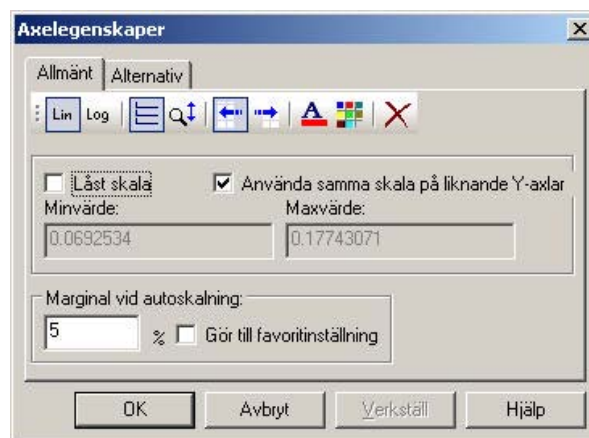 Axelegenskaper
Allmänt Alternativ
Lin Log A
Låst skala Använda samma skala på liknande Y-axlar
Minvärde: Maxvärde:
0.0692534 0.17743071
Marginal vid autoskalning:
5 % Gör till favoritinställning
OK Avbryt Verkställ Hjälp